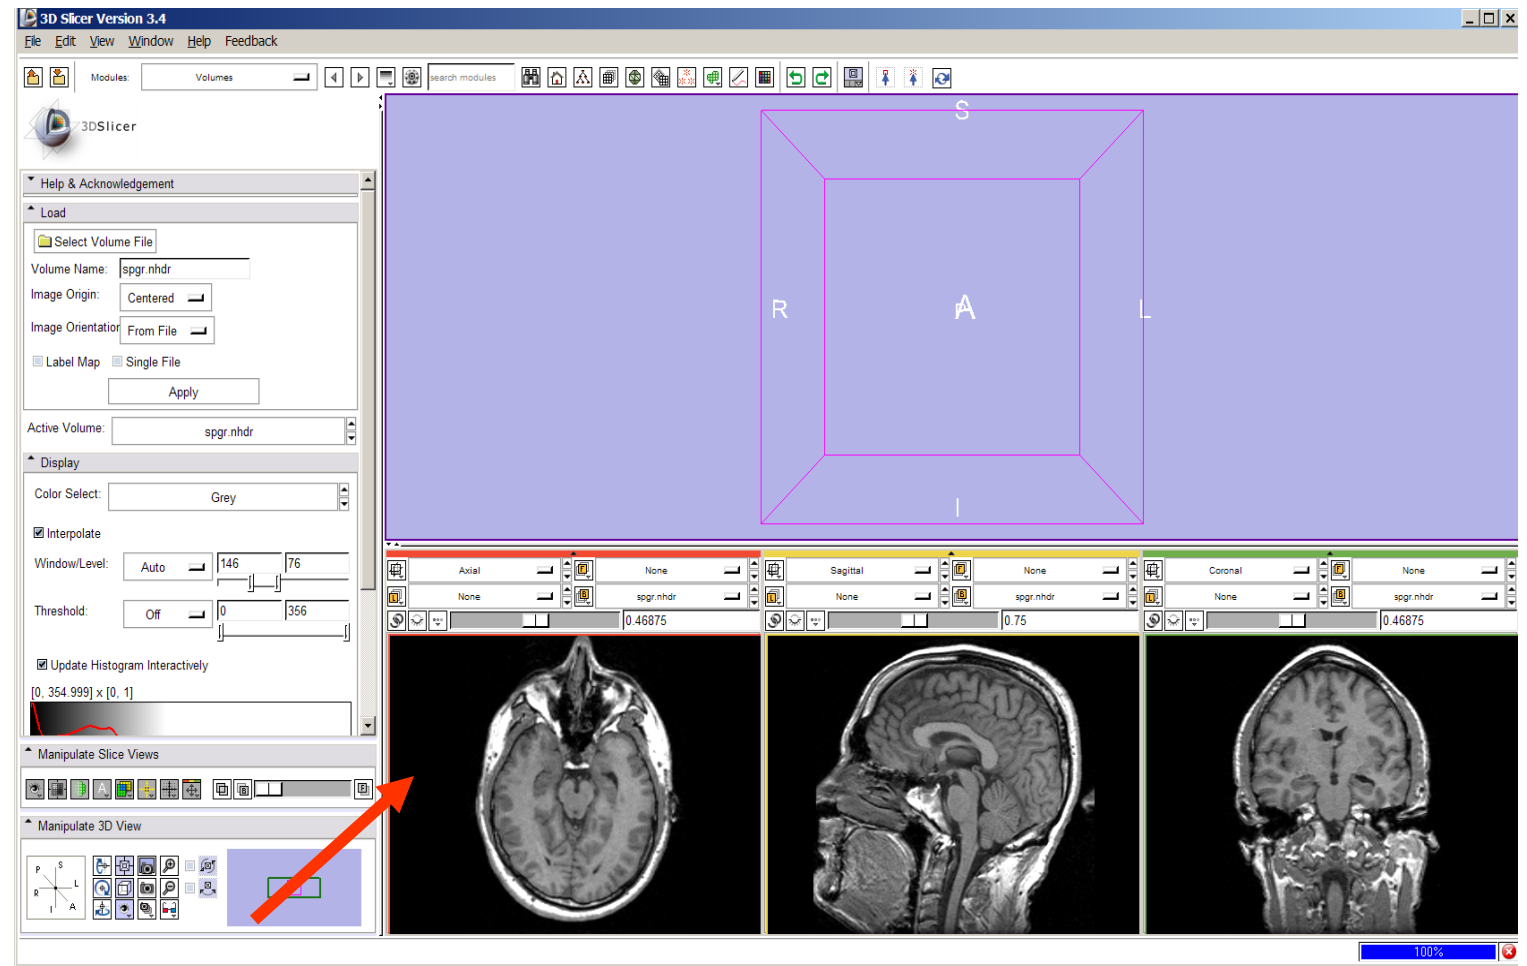 3D Slicer Version 3.4
File Edit View Window Help Feedback
Modules: Volumes search modules
3DSlicer
Help & Acknowledgement
Load
Select Volume File
Volume Name: spgr.nhdr
Image Origin: Centered
Image Orientation From File
Label Map Single File
Apply
Active Volume: spgr.nhdr
Display
Color Select: Grey
Interpolate
Window/Level: Auto 146 76
Threshold: Off 0 356
Update Histogram Interactively
[0, 354.999] x [0, 1]
Manipulate Slice Views
Manipulate 3D View
P S
R L
I A
S
R A L
I
Axial None
None spgr.nhdr
0.46875
Sagittal None
None spgr.nhdr
0.75
Coronal None
None spgr.nhdr
0.46875
100%